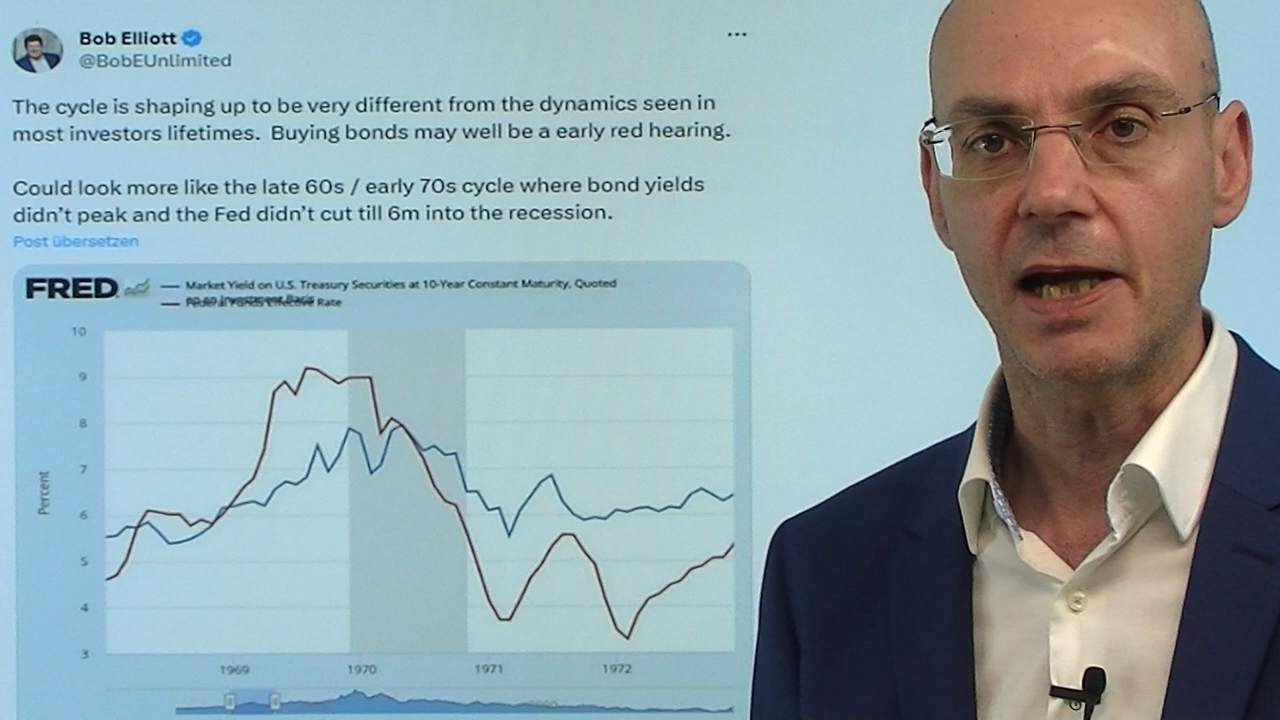 Bob Elliott
@BobEUnlimited
The cycle is shaping up to be very different from the dynamics seen in
most investors lifetimes. Buying bonds may well be a early red hearing.
Could look more like the late 60s / early 70s cycle where bond yields
didn't peak and the Fed didn't cut till 6m into the recession.
Post übersetzen
FRED
Market Yield on U.S. Treasury Securities at 10-Year Constant Maturity, Quoted
on an Investment Basis
Federal Funds Effective Rate
10
9
8
7
6
5
4
3
Percent
1969
1970
1971
1972